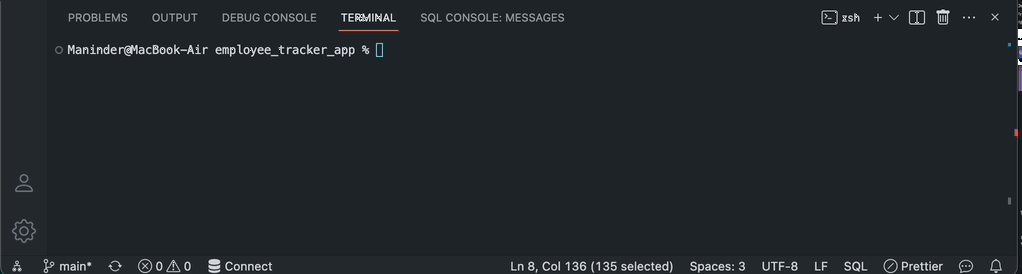 PROBLEMS OUTPUT DEBUG CONSOLE TERMINAL SQL CONSOLE: MESSAGES zsh
Maninder@MacBook-Air employee_tracker_app %
main* 0 0 Connect Ln 8, Col 136 (135 selected) Spaces: 3 UTF-8 LF SQL Prettier